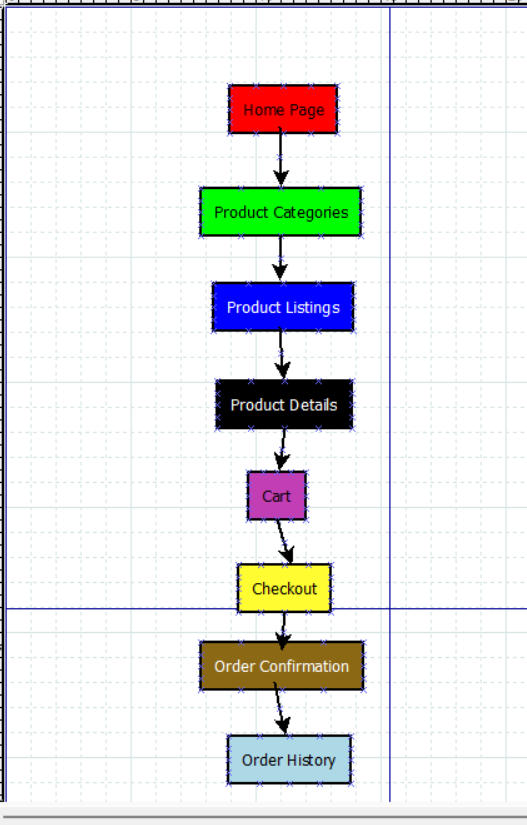 Home Page
Product Categories
Product Listings
Product Details
Cart
Checkout
Order Confirmation
Order History